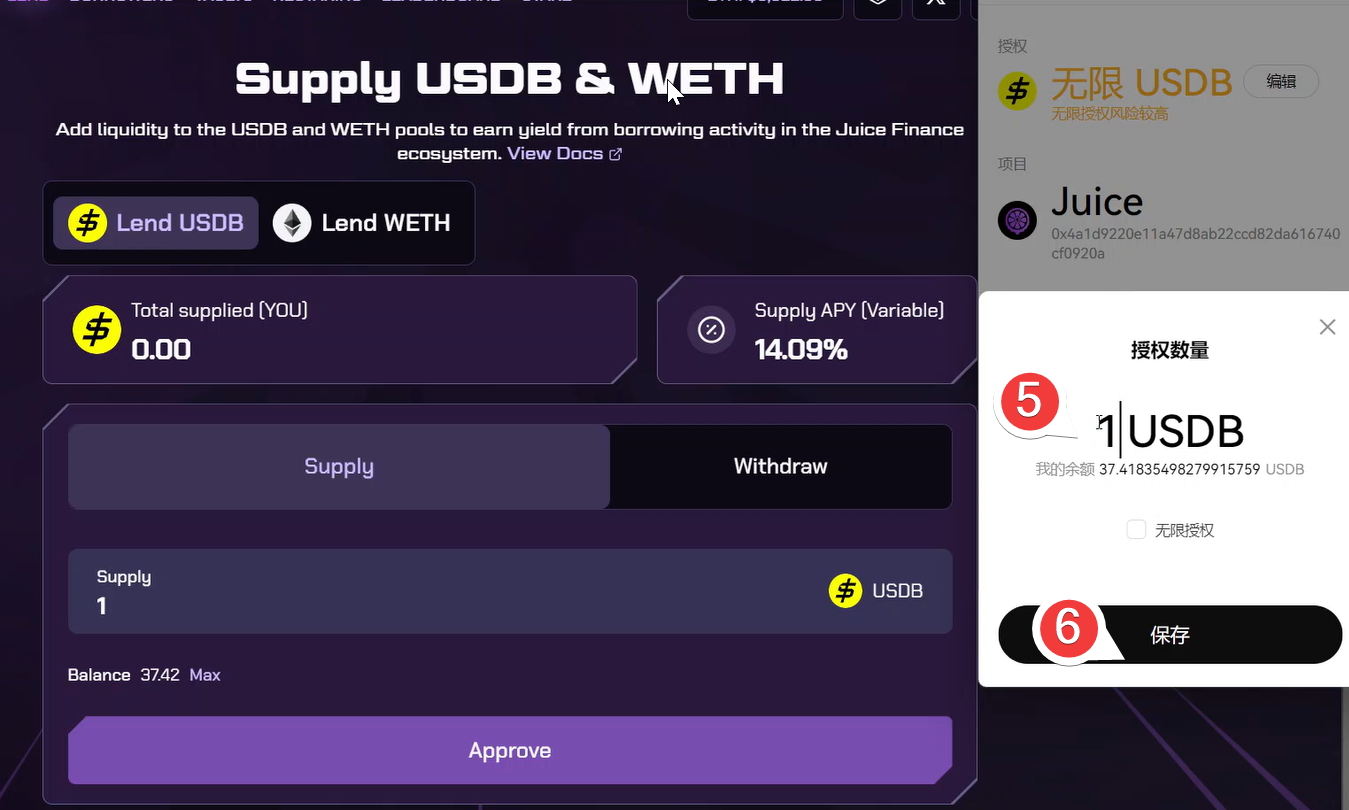 Supply USDB & WETH
Add liquidity to the USDB and WETH pools to earn yield from borrowing activity in the Juice Finance
ecosystem. View Docs
Lend USDB
Lend WETH
Total supplied (YOU)
0.00
Supply APY (Variable)
14.09%
Supply
Withdraw
Supply
1
USDB
Balance 37.42 Max
Approve
授权
无限 USDB
编辑
无限授权风险较高
项目
Juice
0x4a1d9220e11a47d8ab22ccd82da616740
cf0920a
授权数量
5
1 USDB
我的余额 37.41835498279915759 USDB
无限授权
6
保存